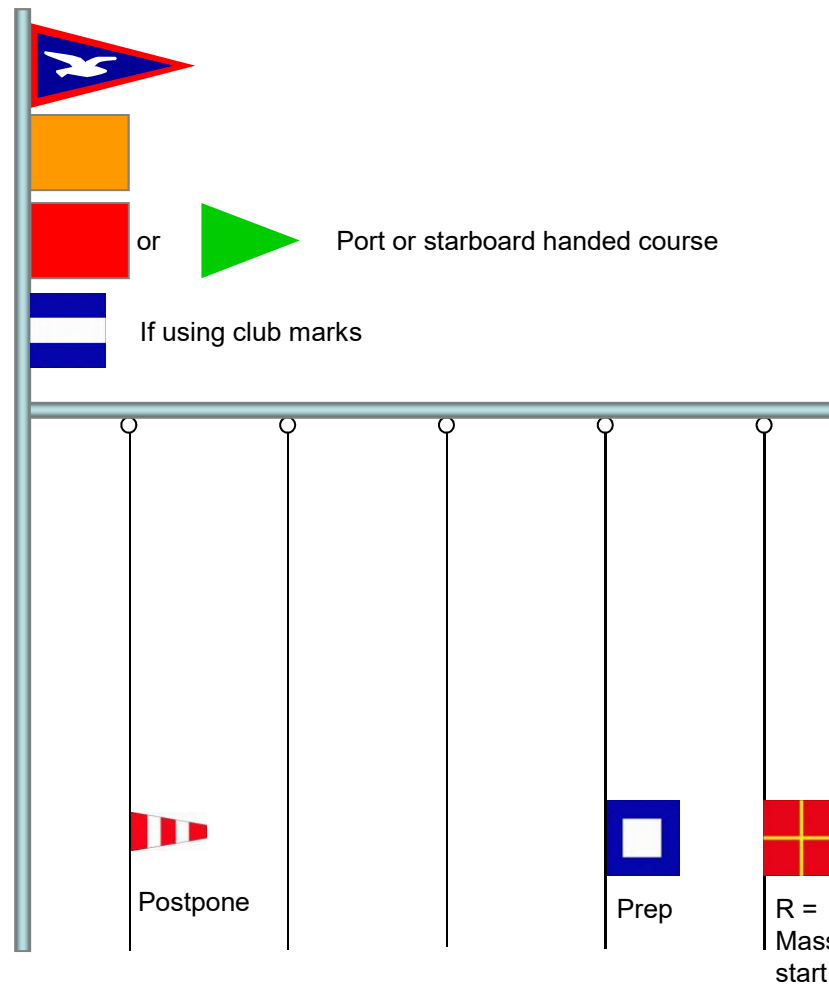 or
Port or starboard handed course
If using club marks
Postpone
Prep
R =
Mass
start